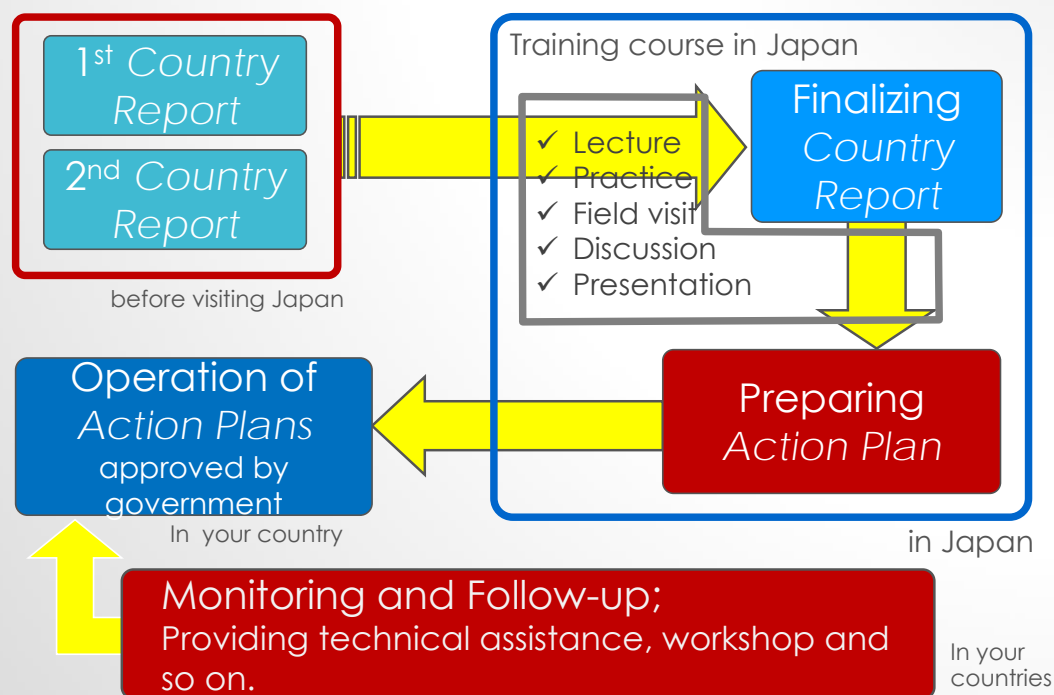 1st Country
Report
2nd Country
Report
before visiting Japan
Training course in Japan
✓ Lecture
✓ Practice
✓ Field visit
✓ Discussion
✓ Presentation
Finalizing
Country
Report
Preparing
Action Plan
in Japan
Operation of
Action Plans
approved by
government
In your country
Monitoring and Follow-up;
Providing technical assistance, workshop and
so on.
In your
countries